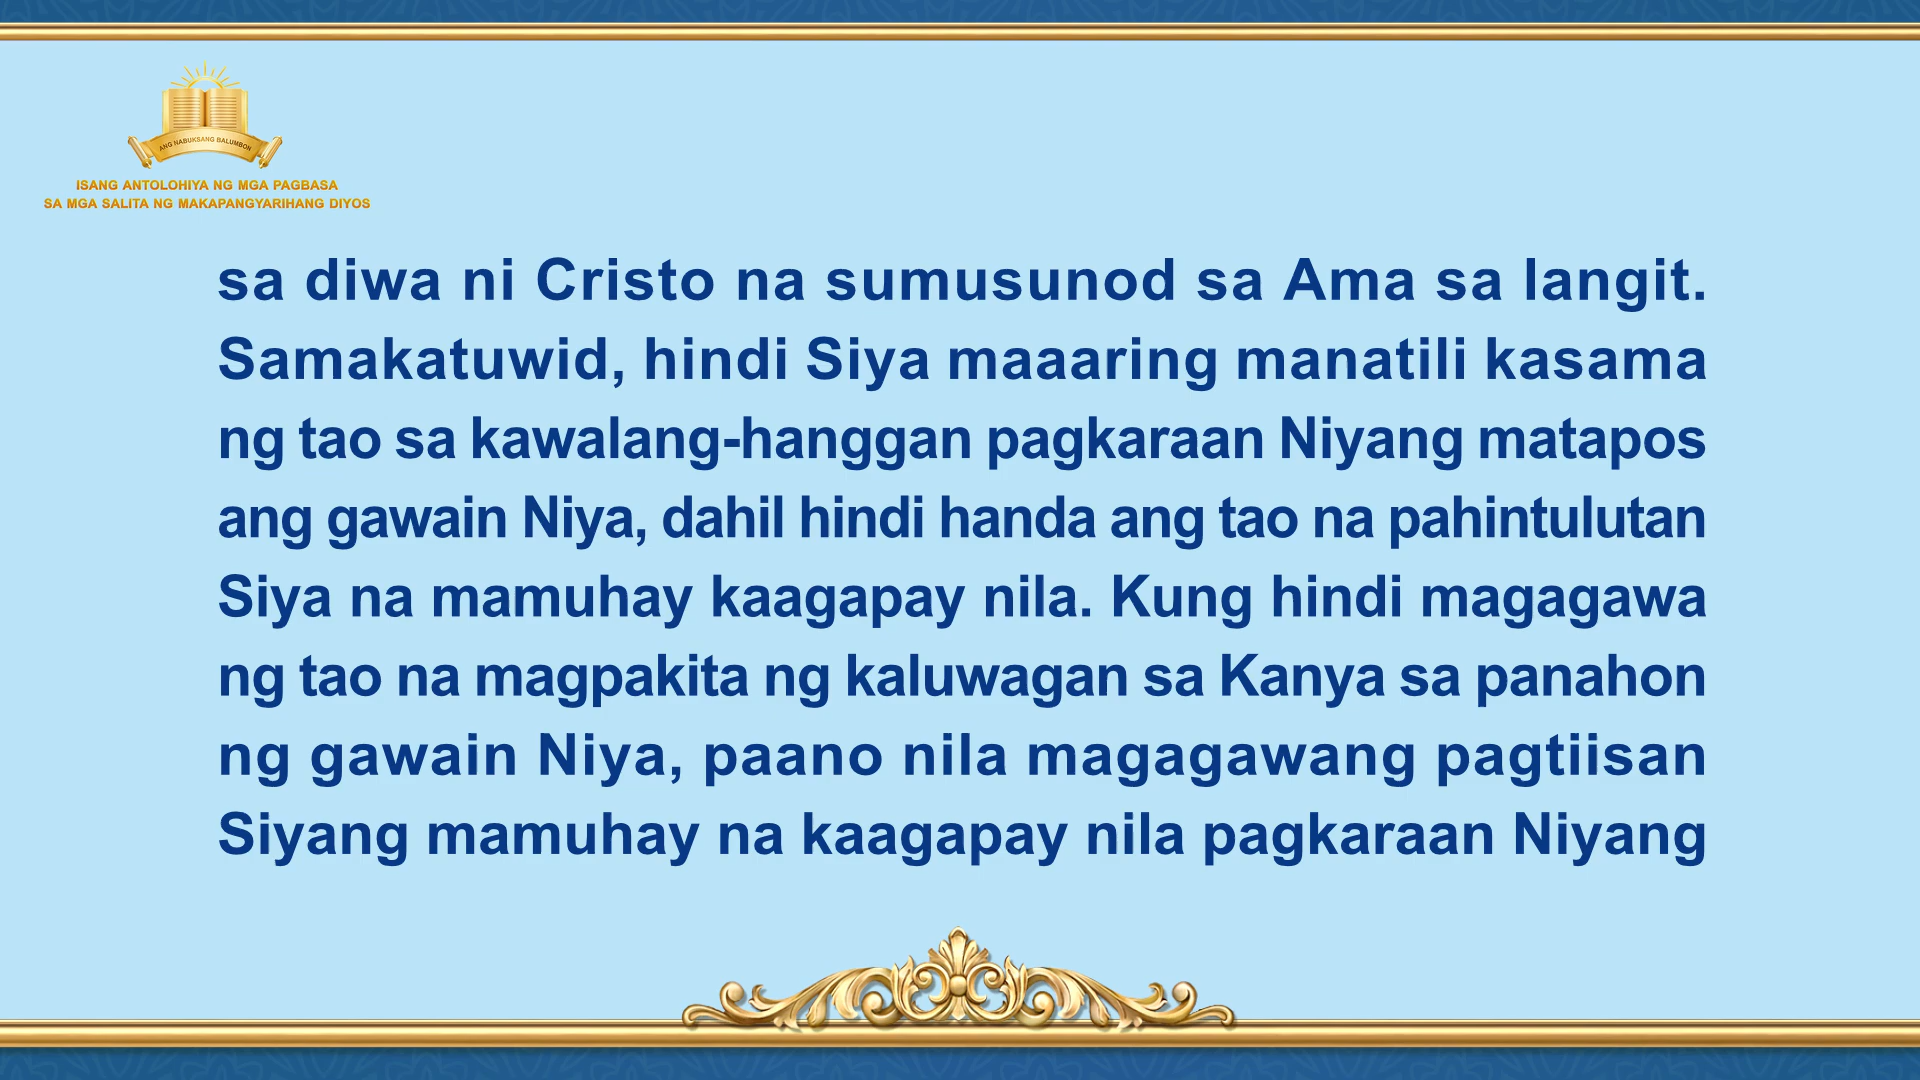 ANG NABUKSANG BALUMBON
ISANG ANTOLOHIYA NG MGA PAGBASA
SA MGA SALITA NG MAKAPANGYARIHANG DIYOS
sa diwa ni Cristo na sumusunod sa Ama sa langit.
Samakatuwid, hindi Siya maaaring manatili kasama
ng tao sa kawalang-hanggan pagkaraan Niyang matapos
ang gawain Niya, dahil hindi handa ang tao na pahintulutan
Siya na mamuhay kaagapay nila. Kung hindi magagawa
ng tao na magpakita ng kaluwagan sa Kanya sa panahon
ng gawain Niya, paano nila magagawang pagtiisan
Siyang mamuhay na kaagapay nila pagkaraan Niyang